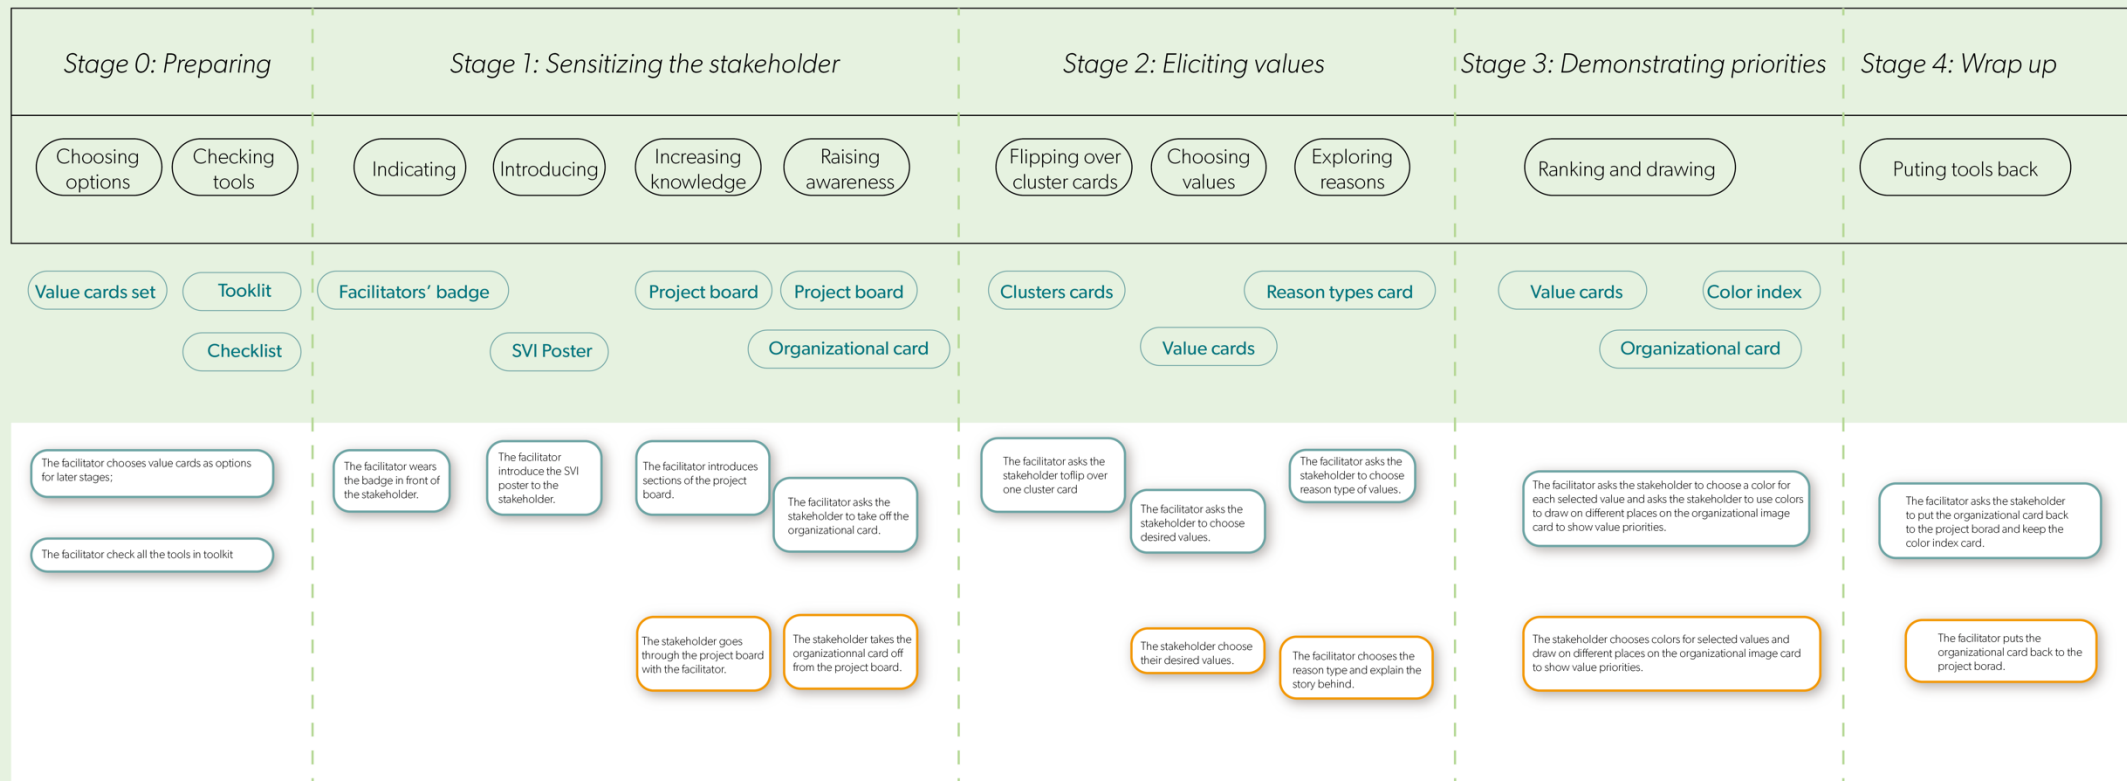 Stage 0: Preparing
Stage 1: Sensitizing the stakeholder
Stage 2: Eliciting values
Stage 3: Demonstrating priorities
Stage 4: Wrap up
Choosing
options
Checking
tools
Indicating
Introducing
Increasing
knowledge
Raising
awareness
Flipping over
cluster cards
Choosing
values
Exploring
reasons
Ranking and drawing
Puting tools back
Value cards set
Tooklit
Checklist
Facilitators' badge
SVI Poster
Project board
Project board
Organizational card
Clusters cards
Value cards
Reason types card
Value cards
Color index
Organizational card
The facilitator chooses value cards as options
for later stages;
The facilitator check all the tools in toolkit
The facilitator wears
the badge in front of
the stakeholder.
The facilitator
introduce the SVI
poster to the
stakeholder.
The facilitator introduces
sections of the project
board.
The facilitator asks the
stakeholder to take off the
organizational card.
The facilitator asks the
stakeholder toflip over
one cluster card
The facilitator asks the
stakeholder to choose
desired values.
The facilitator asks the
stakeholder to choose
reason type of values.
The facilitator asks the stakeholder to choose a color for
each selected value and asks the stakeholder to use colors
to draw on different places on the organizational image
card to show value priorities.
The facilitator asks the stakeholder
to put the organizational card back
to the project borad and keep the
color index card.
The stakeholder goes
through the project board
with the facilitator.
The stakeholder takes the
organizationnal card off
from the project board.
The stakeholder choose
their desired values.
The facilitator chooses the
reason type and explain the
story behind.
The stakeholder chooses colors for selected values and
draw on different places on the organizational image card
to show value priorities.
The facilitator puts the
organizational card back to the
project borad.